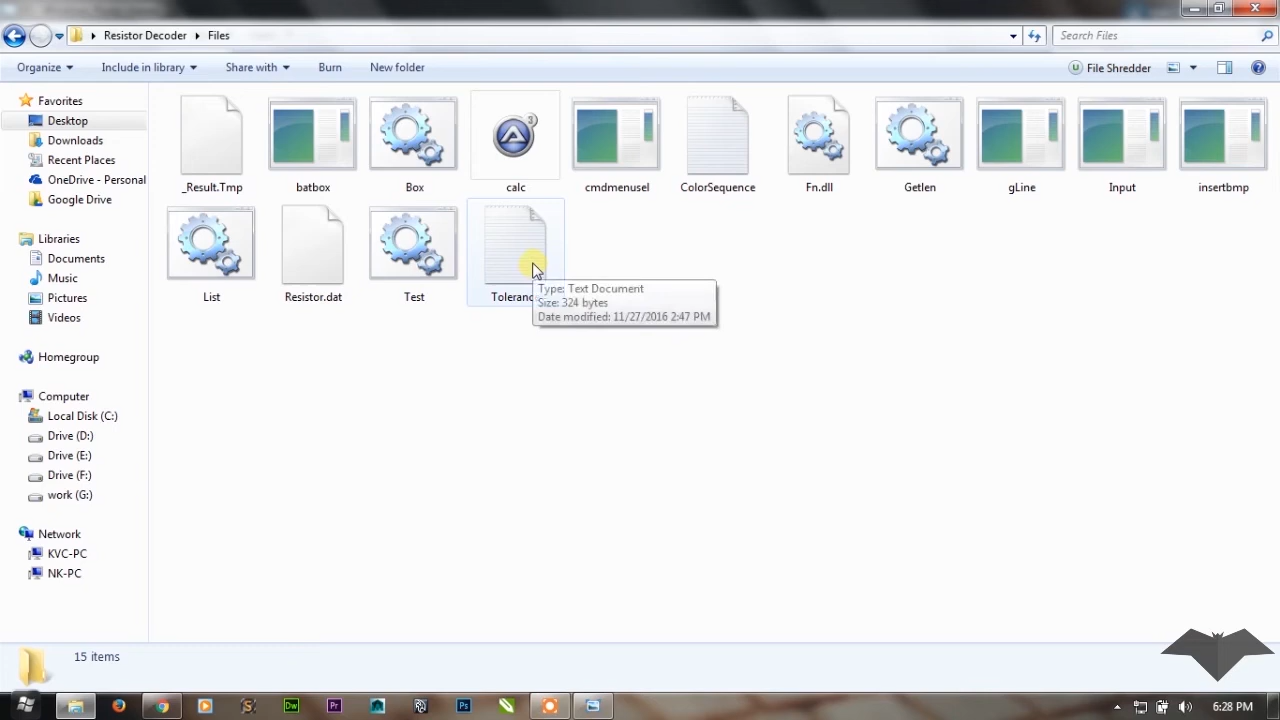 Resistor Decoder Files
Search Files
Organize Include in library Share with Burn New folder File Shredder
Favorites
Desktop
Downloads
Recent Places
OneDrive - Personal
Google Drive
Libraries
Documents
Music
Pictures
Videos
Homegroup
Computer
Local Disk (C:)
Drive (D:)
Drive (E:)
Drive (F:)
work (G:)
Network
KVC-PC
NK-PC
_Result.Tmp batbox Box calc cmdmenusel ColorSequence Fn.dll Getlen gLine Input insertbmp
List Resistor.dat Test Toleranc
Type: Text Document
Size: 324 bytes
Date modified: 11/27/2016 2:47 PM
15 items
Dw Pr Ps
6:28 PM